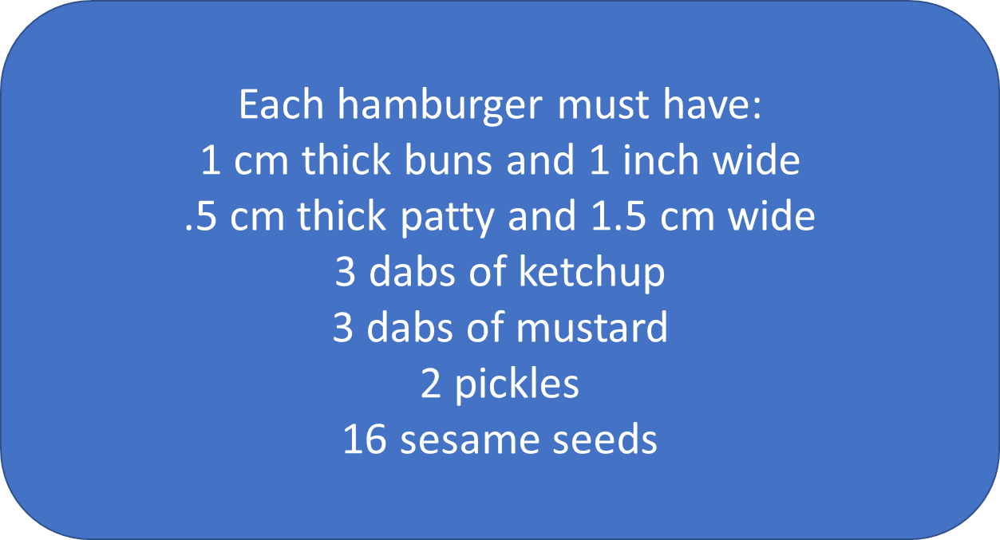 Each hamburger must have:
1 cm thick buns and 1 inch wide
.5 cm thick patty and 1.5 cm wide
3 dabs of ketchup
3 dabs of mustard
2 pickles
16 sesame seeds